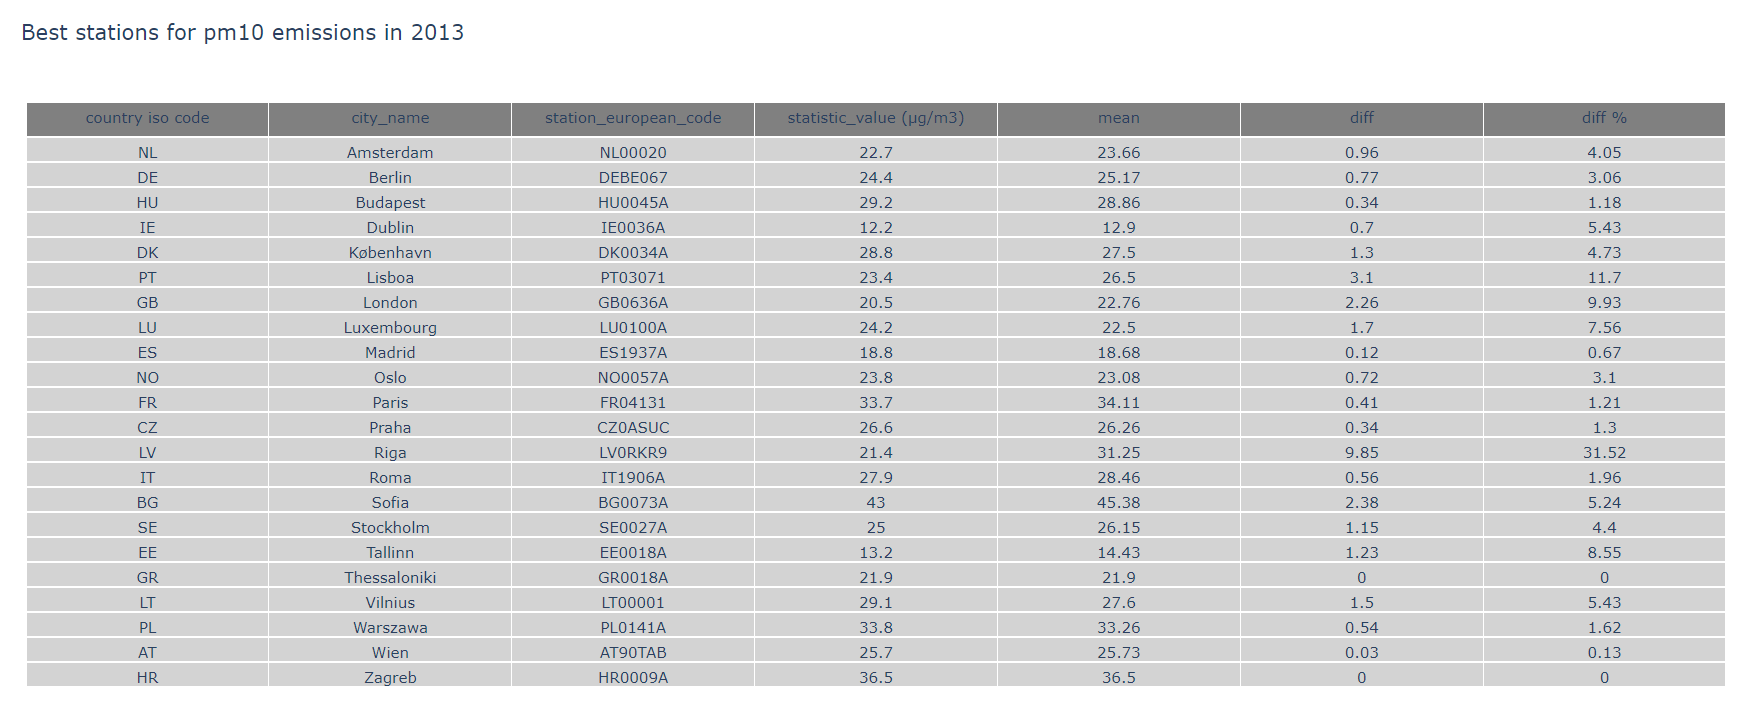 Best stations for pm10 emissions in 2013
country iso code city_name station_european_code statistic_value (µg/m3) mean diff diff %
NL Amsterdam NL00020 22.7 23.66 0.96 4.05
DE Berlin DEBE067 24.4 25.17 0.77 3.06
HU Budapest HU0045A 29.2 28.86 0.34 1.18
IE Dublin IE0036A 12.2 12.9 0.7 5.43
DK København DK0034A 28.8 27.5 1.3 4.73
PT Lisboa PT03071 23.4 26.5 3.1 11.7
GB London GB0636A 20.5 22.76 2.26 9.93
LU Luxembourg LU0100A 24.2 22.5 1.7 7.56
ES Madrid ES1937A 18.8 18.68 0.12 0.67
NO Oslo NO0057A 23.8 23.08 0.72 3.1
FR Paris FR04131 33.7 34.11 0.41 1.21
CZ Praha CZ0ASUC 26.6 26.26 0.34 1.3
LV Riga LV0RKR9 21.4 31.25 9.85 31.52
IT Roma IT1906A 27.9 28.46 0.56 1.96
BG Sofia BG0073A 43 45.38 2.38 5.24
SE Stockholm SE0027A 25 26.15 1.15 4.4
EE Tallinn EE0018A 13.2 14.43 1.23 8.55
GR Thessaloniki GR0018A 21.9 21.9 0 0
LT Vilnius LT00001 29.1 27.6 1.5 5.43
PL Warszawa PL0141A 33.8 33.26 0.54 1.62
AT Wien AT90TAB 25.7 25.73 0.03 0.13
HR Zagreb HR0009A 36.5 36.5 0 0